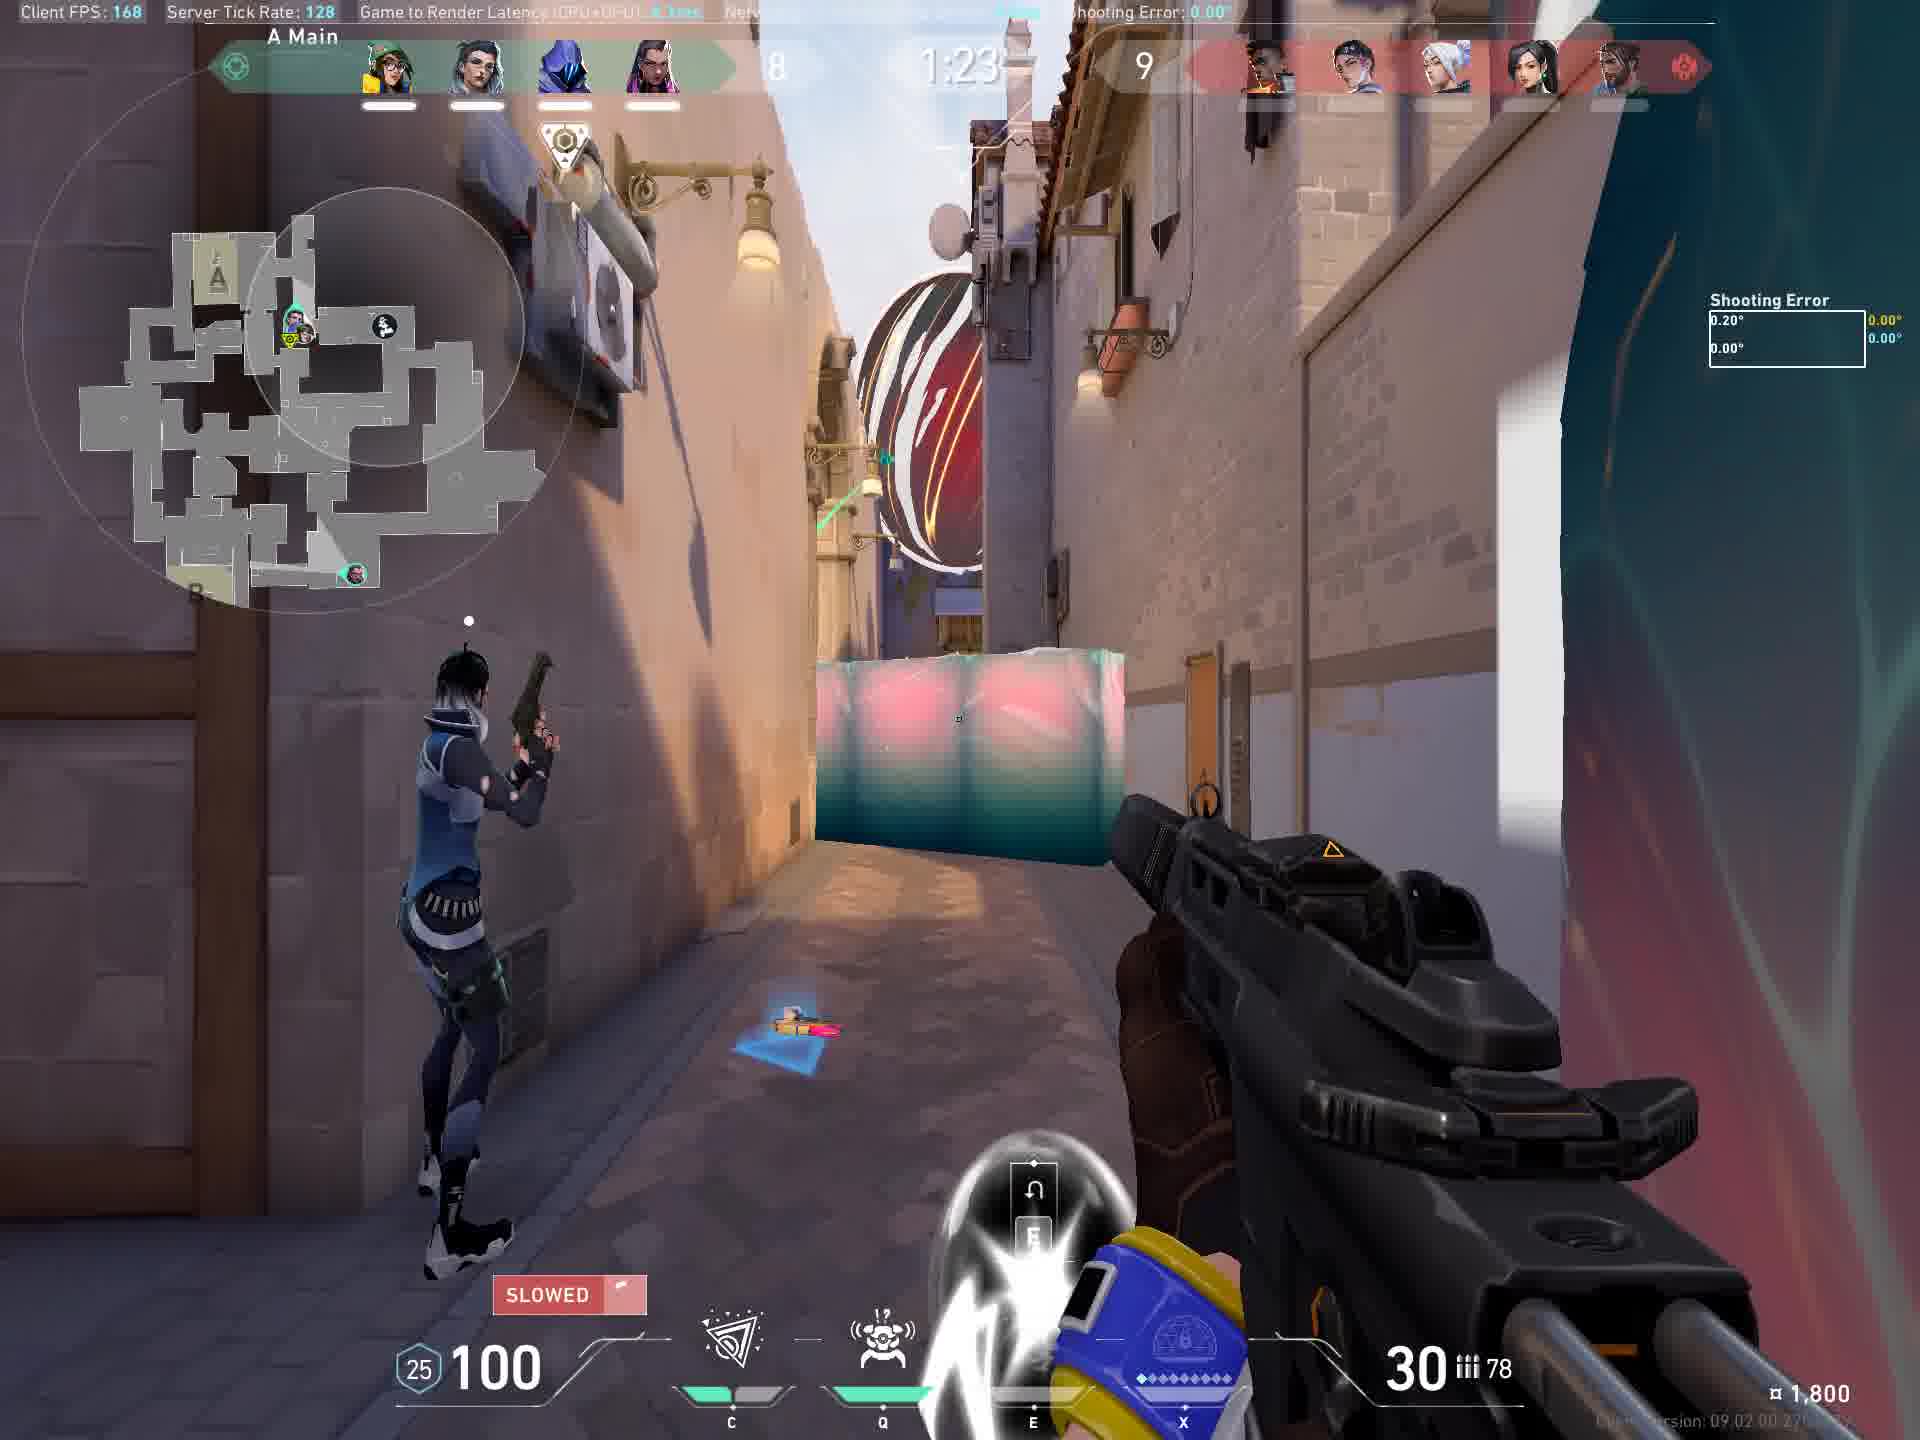 Client FPS: 168 Server Tick Rate: 128 Game to Render Latency Shooting Error: 0.00°
A Main
8 1:23 9
A
Shooting Error
0.20° 0.00°
0.00°
0.00°
B
E
SLOWED
25 100
30 78
¤ 1,800
C Q E X